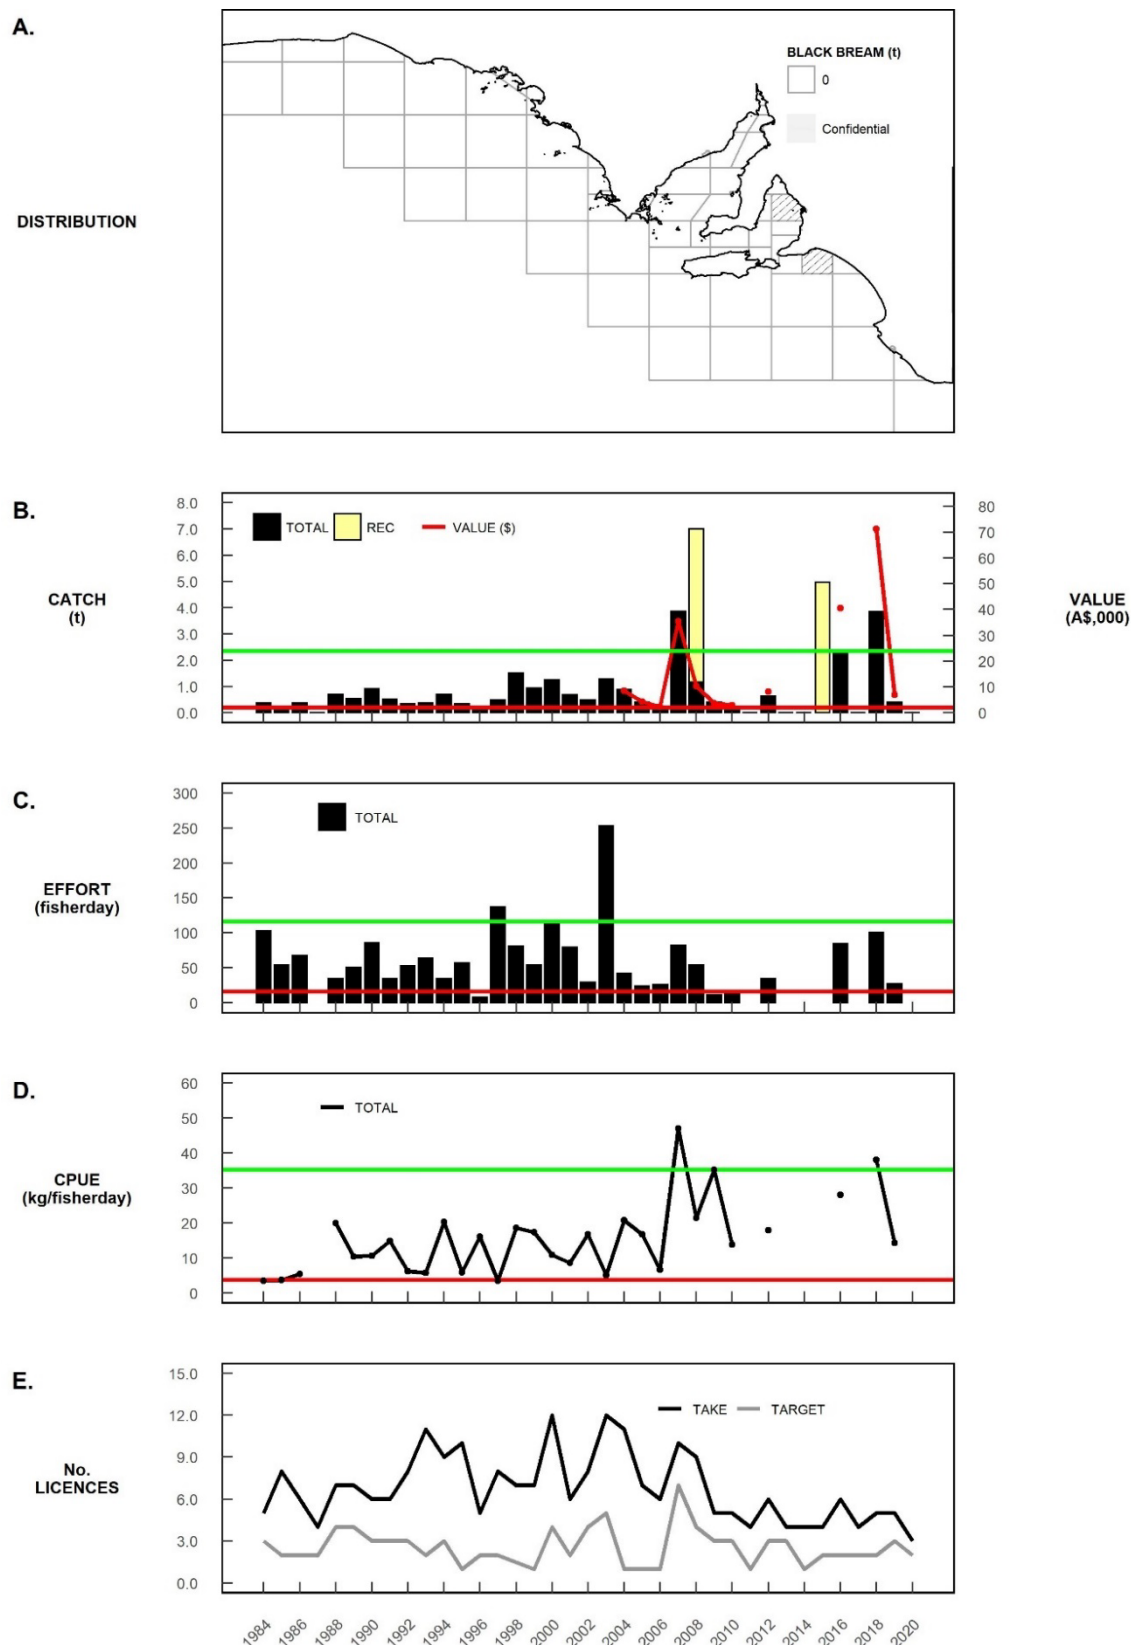 A.
BLACK BREAM (t)
0
Confidential
DISTRIBUTION
B.
8.0
7.0
6.0
5.0
4.0
3.0
2.0
1.0
0.0
TOTAL REC VALUE ($)
80
70
60
50
40
30
20
10
0
CATCH
(t)
VALUE
(A$,000)
C.
300
250
200
150
100
50
0
TOTAL
EFFORT
(fisherday)
D.
60
50
40
30
20
10
0
TOTAL
CPUE
(kg/fisherday)
E.
15.0
12.0
9.0
6.0
3.0
0.0
TAKE TARGET
No.
LICENCES
1984 1986 1988 1990 1992 1994 1996 1998 2000 2002 2004 2006 2008 2010 2012 2014 2016 2018 2020